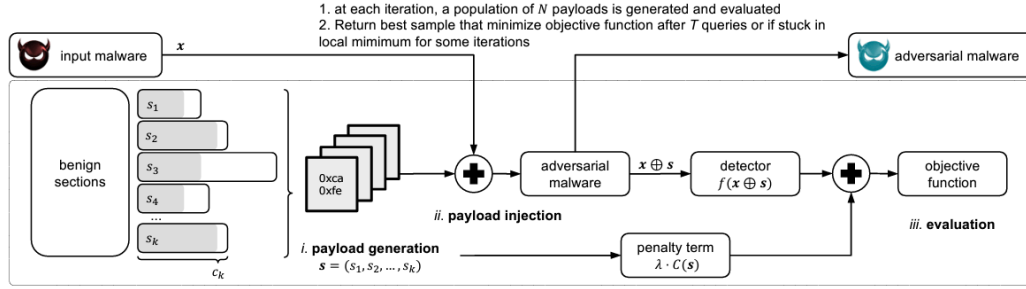 1. at each iteration, a population of N payloads is generated and evaluated
2. Return best sample that minimize objective function after T queries or if stuck in
local mimimum for some iterations
input malware
x
adversarial malware
benign
sections
s1
s2
s3
s4
...
sk
ck
0xca
0xfe
i. payload generation
s = (s1, s2, ..., sk)
ii. payload injection
adversarial
malware
x ⊕ s
detector
f(x ⊕ s)
penalty term
λ · C(s)
objective
function
iii. evaluation